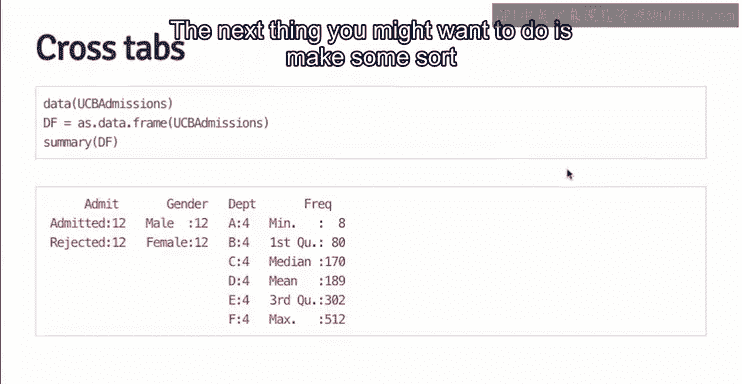 Cross tabs
The next thing you might want to do is
make some sort
data(UCBAdmissions)
DF = as.data.frame(UCBAdmissions)
summary(DF)
Admit Gender Dept Freq
Admitted:12 Male :12 A:4 Min. : 8
Rejected:12 Female:12 B:4 1st Qu.: 80
C:4 Median :170
D:4 Mean :189
E:4 3rd Qu.:302
F:4 Max. :512